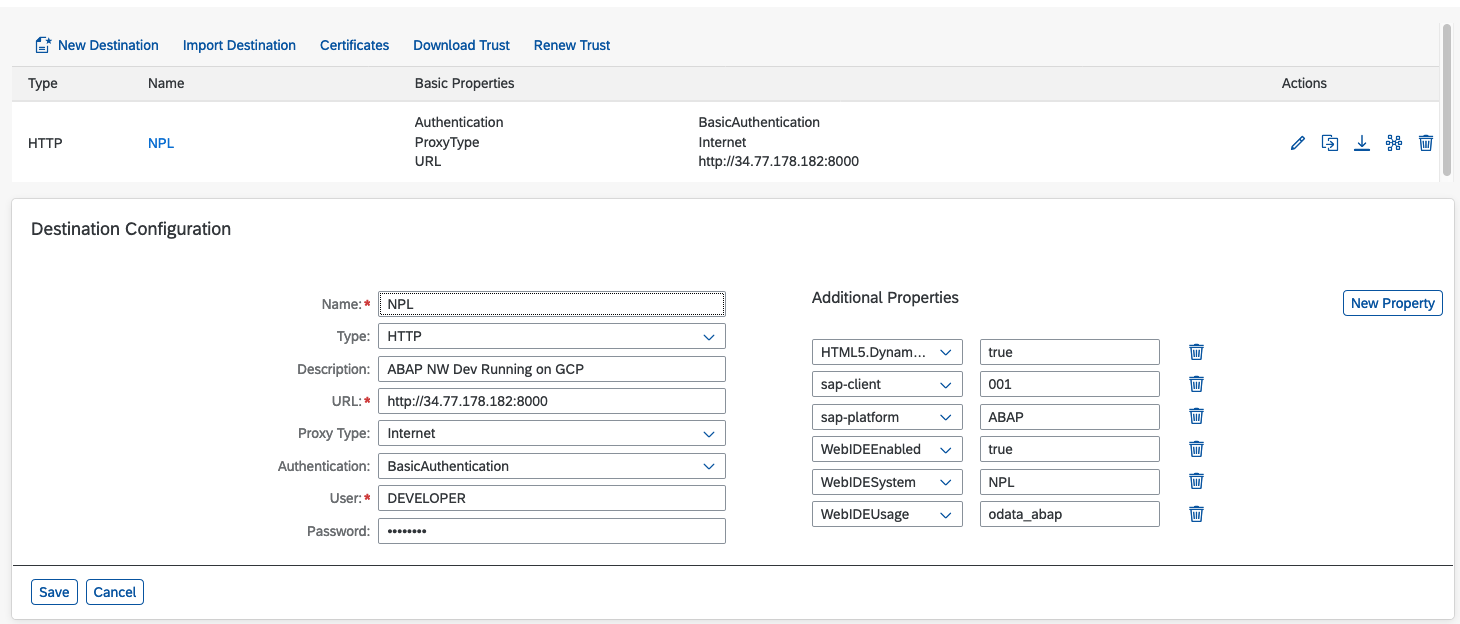 New Destination Import Destination Certificates Download Trust Renew Trust
Type Name Basic Properties Actions
HTTP NPL
Authentication BasicAuthentication
ProxyType Internet
URL http://34.77.178.182:8000
Destination Configuration
Name:* NPL
Type: HTTP
Description: ABAP NW Dev Running on GCP
URL:* http://34.77.178.182:8000
Proxy Type: Internet
Authentication: BasicAuthentication
User:* DEVELOPER
Password: ••••••••
Additional Properties New Property
HTML5.Dynam... true
sap-client 001
sap-platform ABAP
WebIDEEnabled true
WebIDESystem NPL
WebIDEUsage odata_abap
Save Cancel